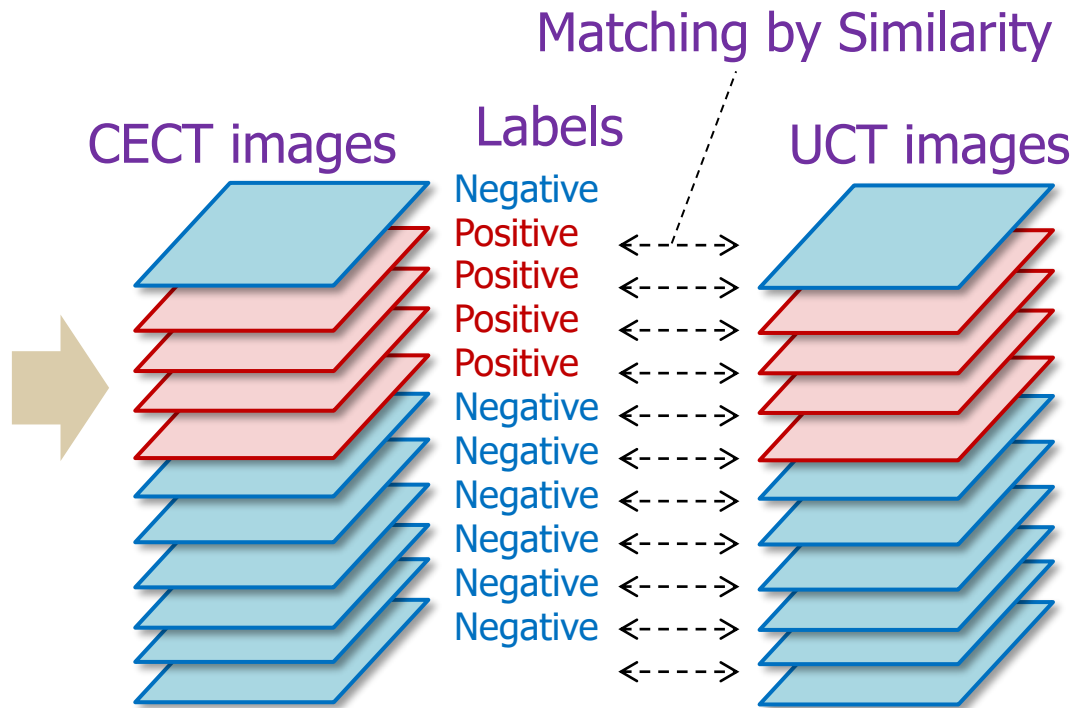 Matching by Similarity
CECT images
Labels
UCT images
Negative
Positive
Positive
Positive
Positive
Negative
Negative
Negative
Negative
Negative
Negative